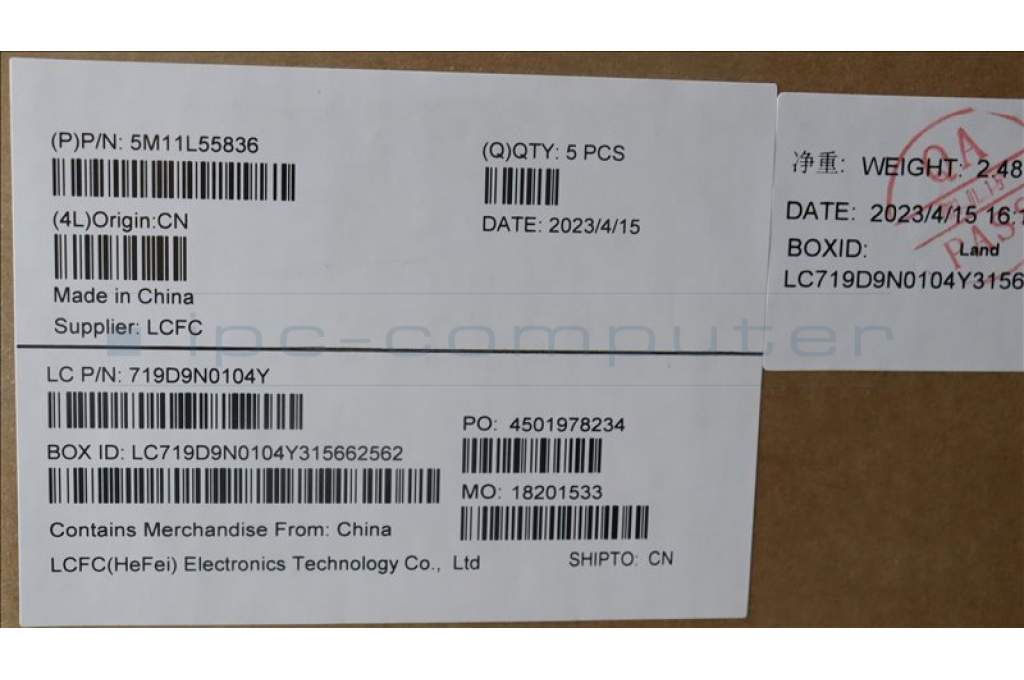 (P)P/N: 5M11L55836
(Q)QTY: 5 PCS
(4L)Origin:CN
DATE: 2023/4/15
Made in China
Supplier: LCFC
LC P/N: 719D9N0104Y
PO: 4501978234
BOX ID: LC719D9N0104Y315662562
MO: 18201533
Contains Merchandise From: China
LCFC(HeFei) Electronics Technology Co., Ltd
SHIPTO: CN
净重: WEIGHT: 2.48
DATE: 2023/4/15 16:
BOXID: Land
LC719D9N0104Y3156
QA
PASS
ipc-computer